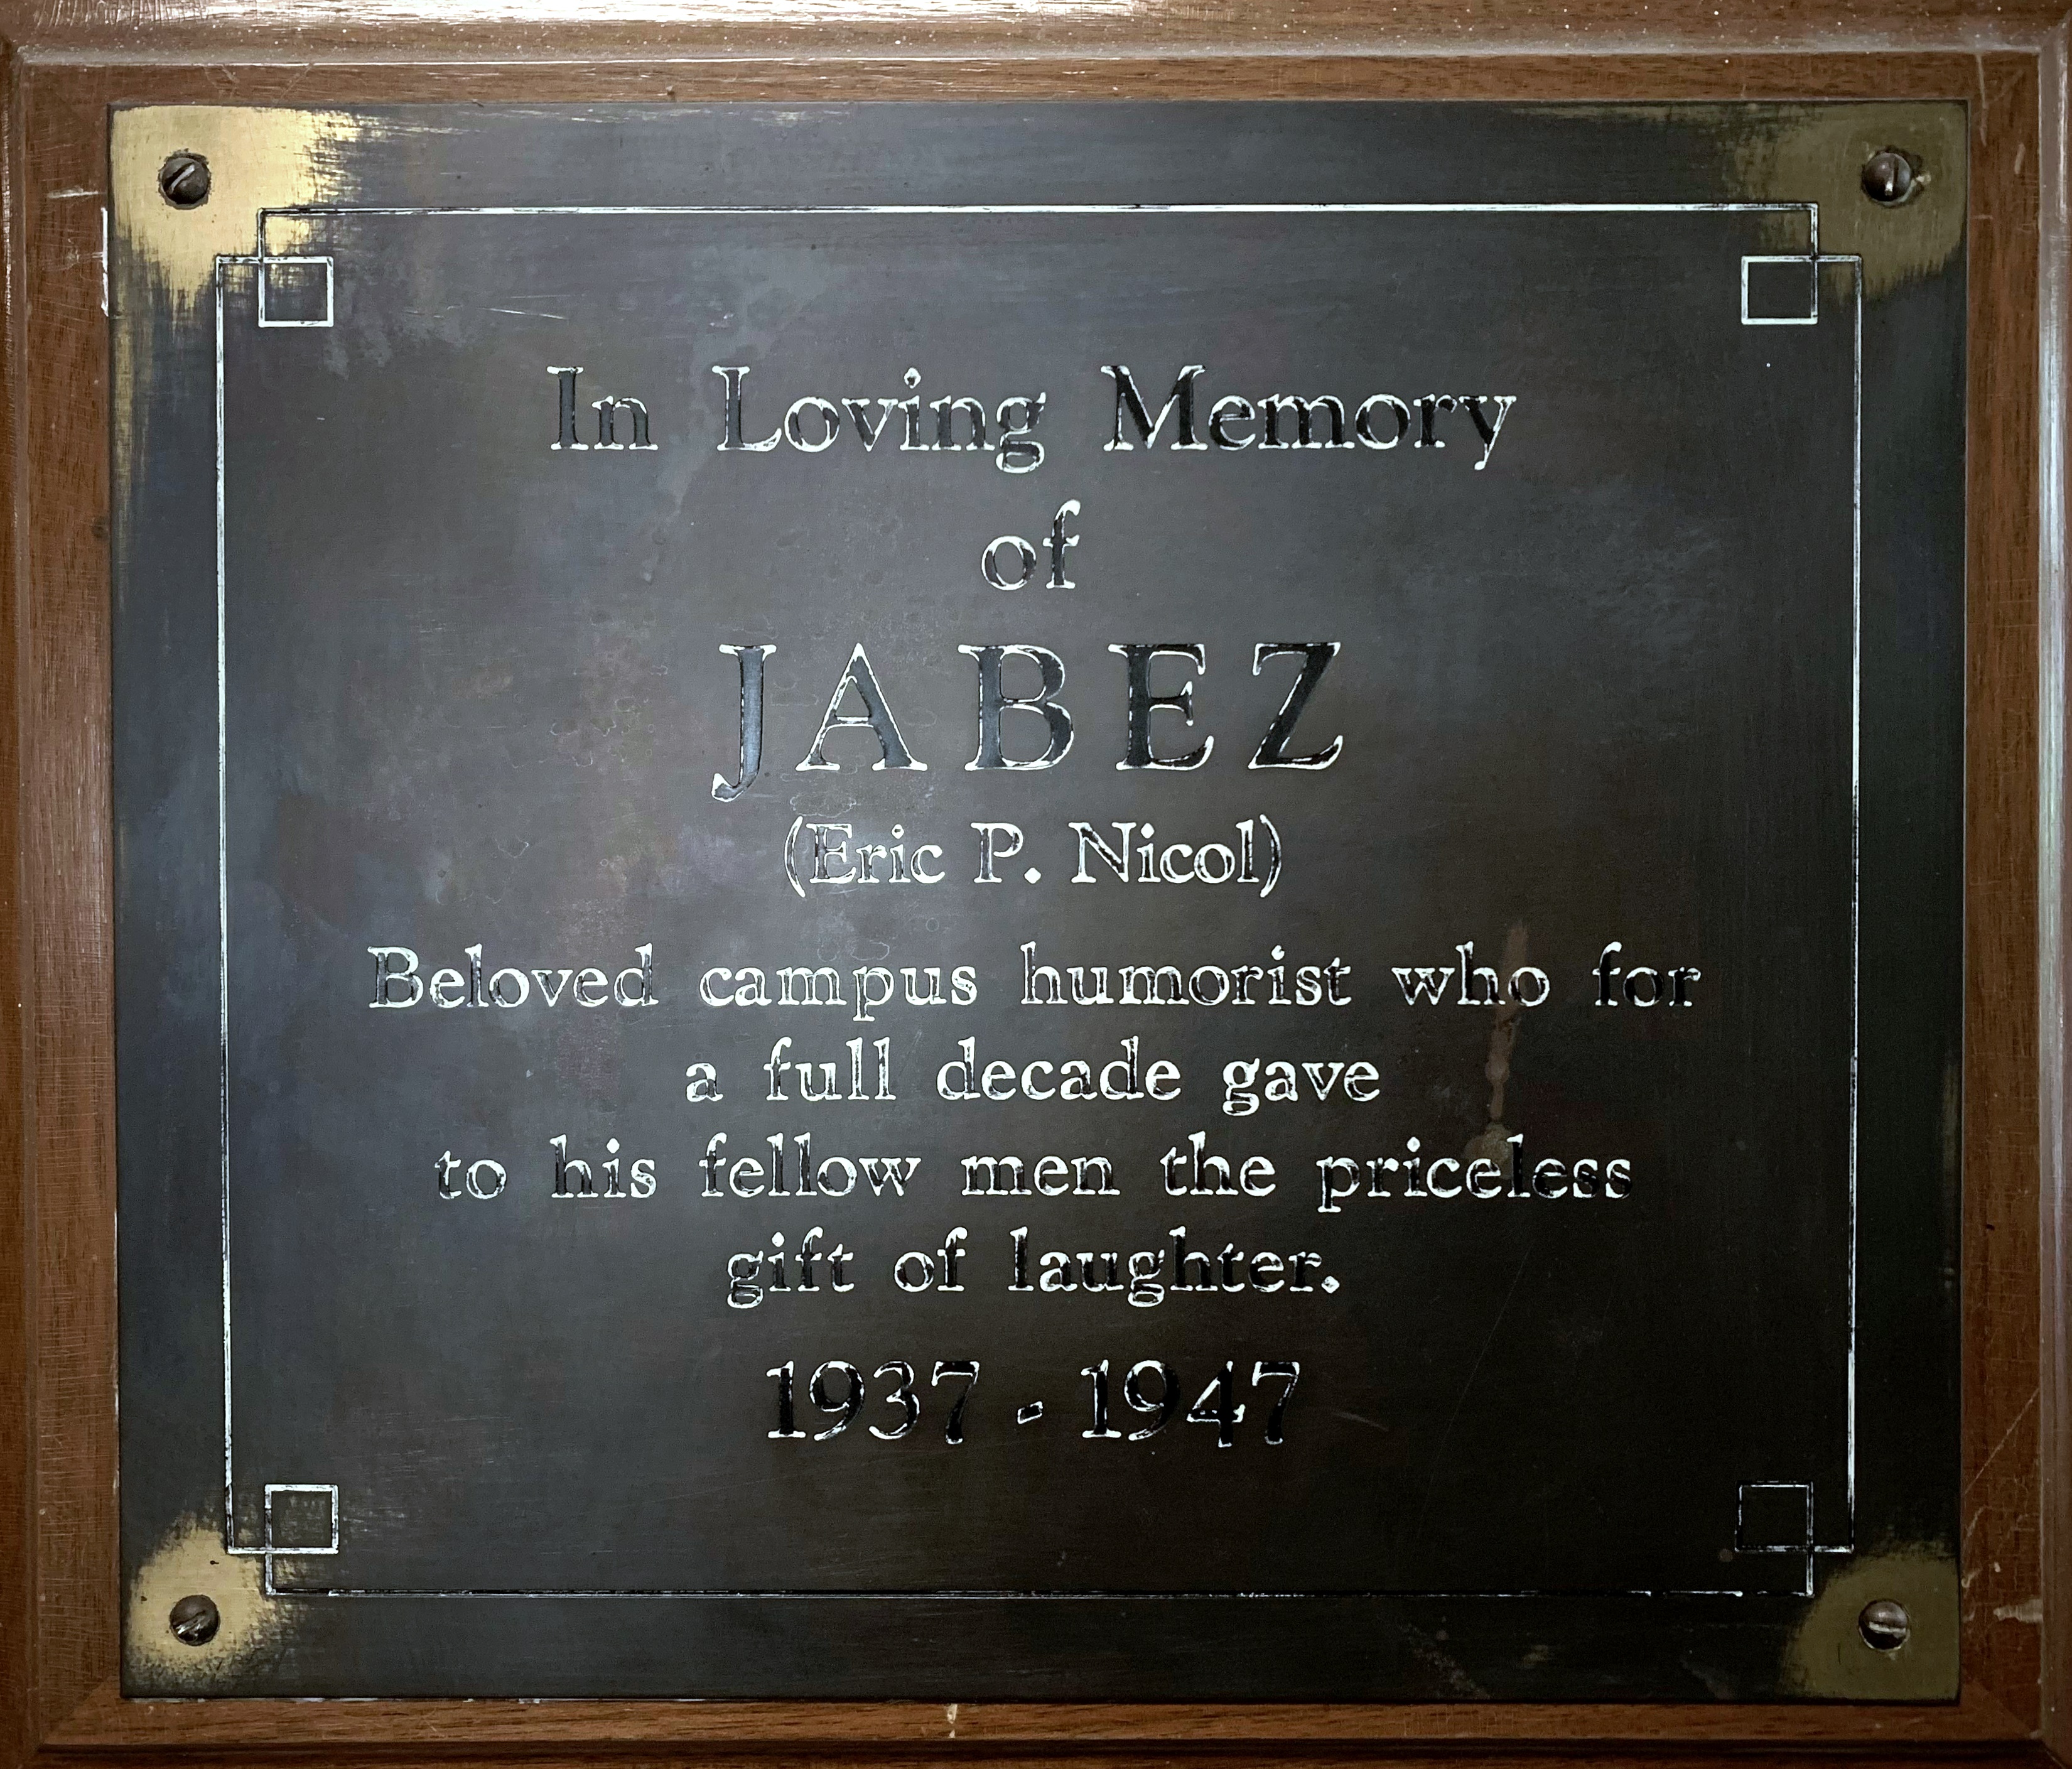 In Loving Memory
of
JABEZ
(Eric P. Nicol)
Beloved campus humorist who for
a full decade gave
to his fellow men the priceless
gift of laughter.
1937 - 1947